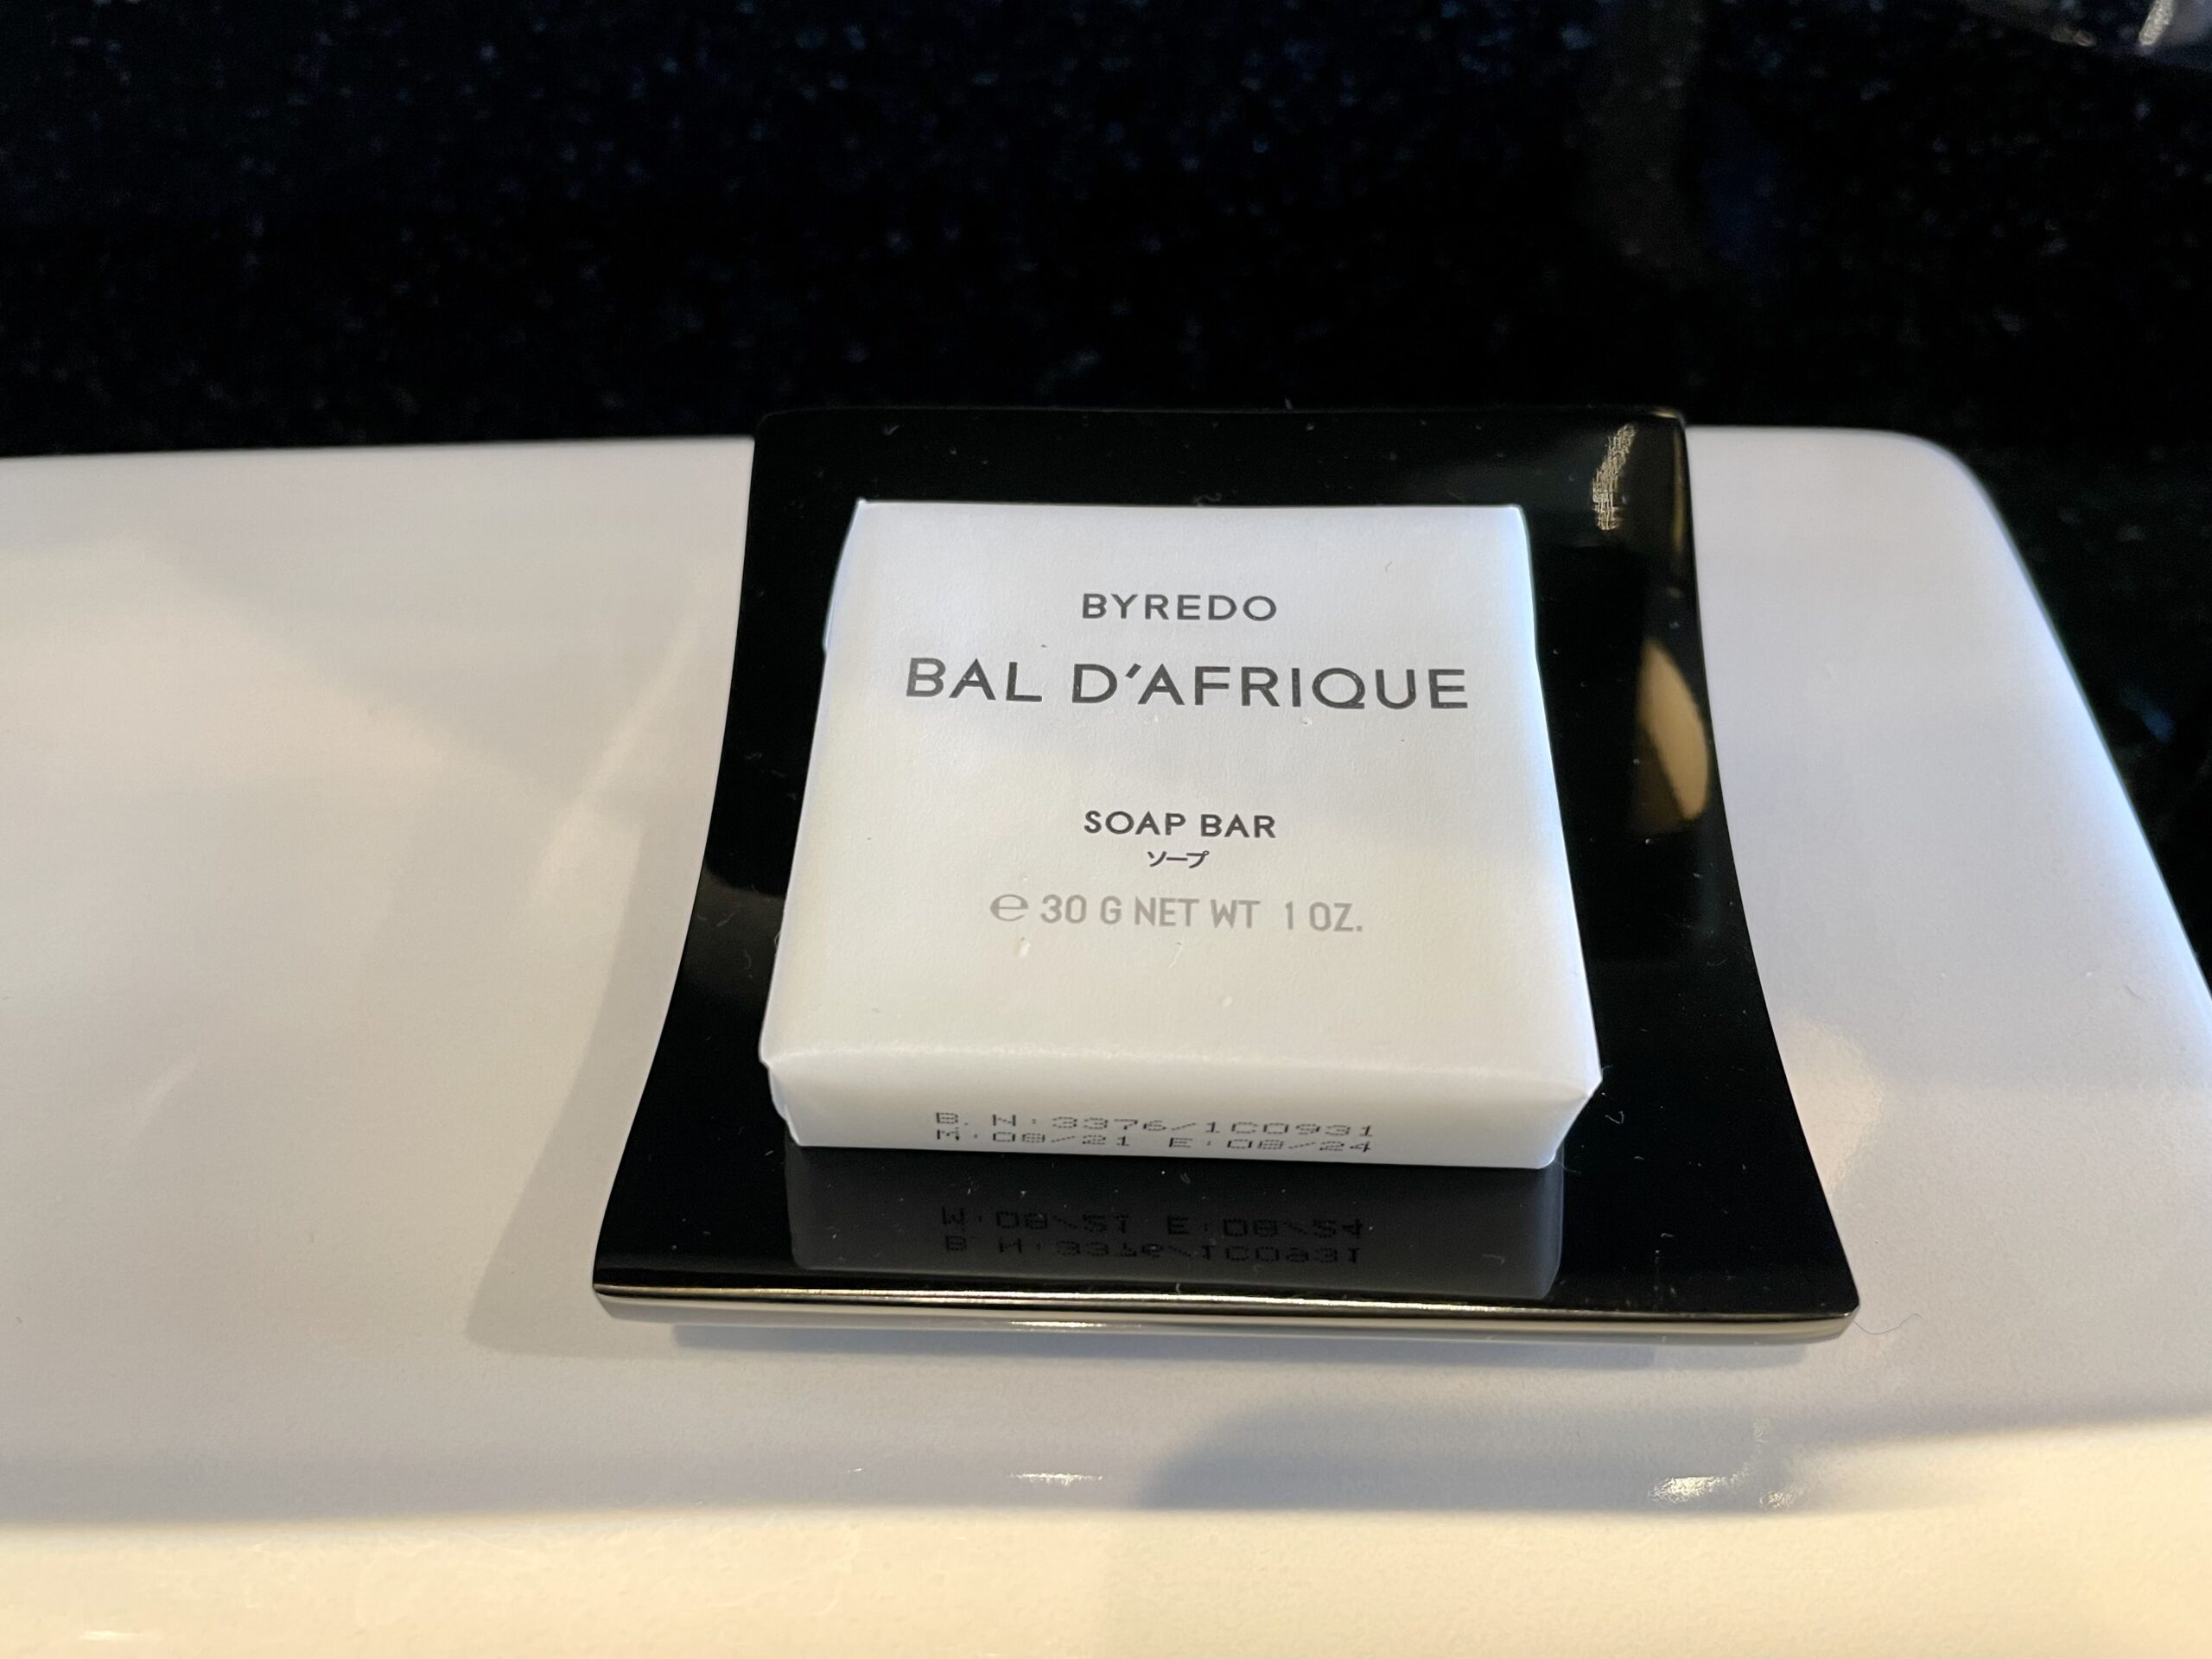 BYREDO
BAL D'AFRIQUE
SOAP BAR
ソープ
℮ 30 G NET WT 1 OZ.
B.N:3376/1C0931
M:08/21 E:08/24